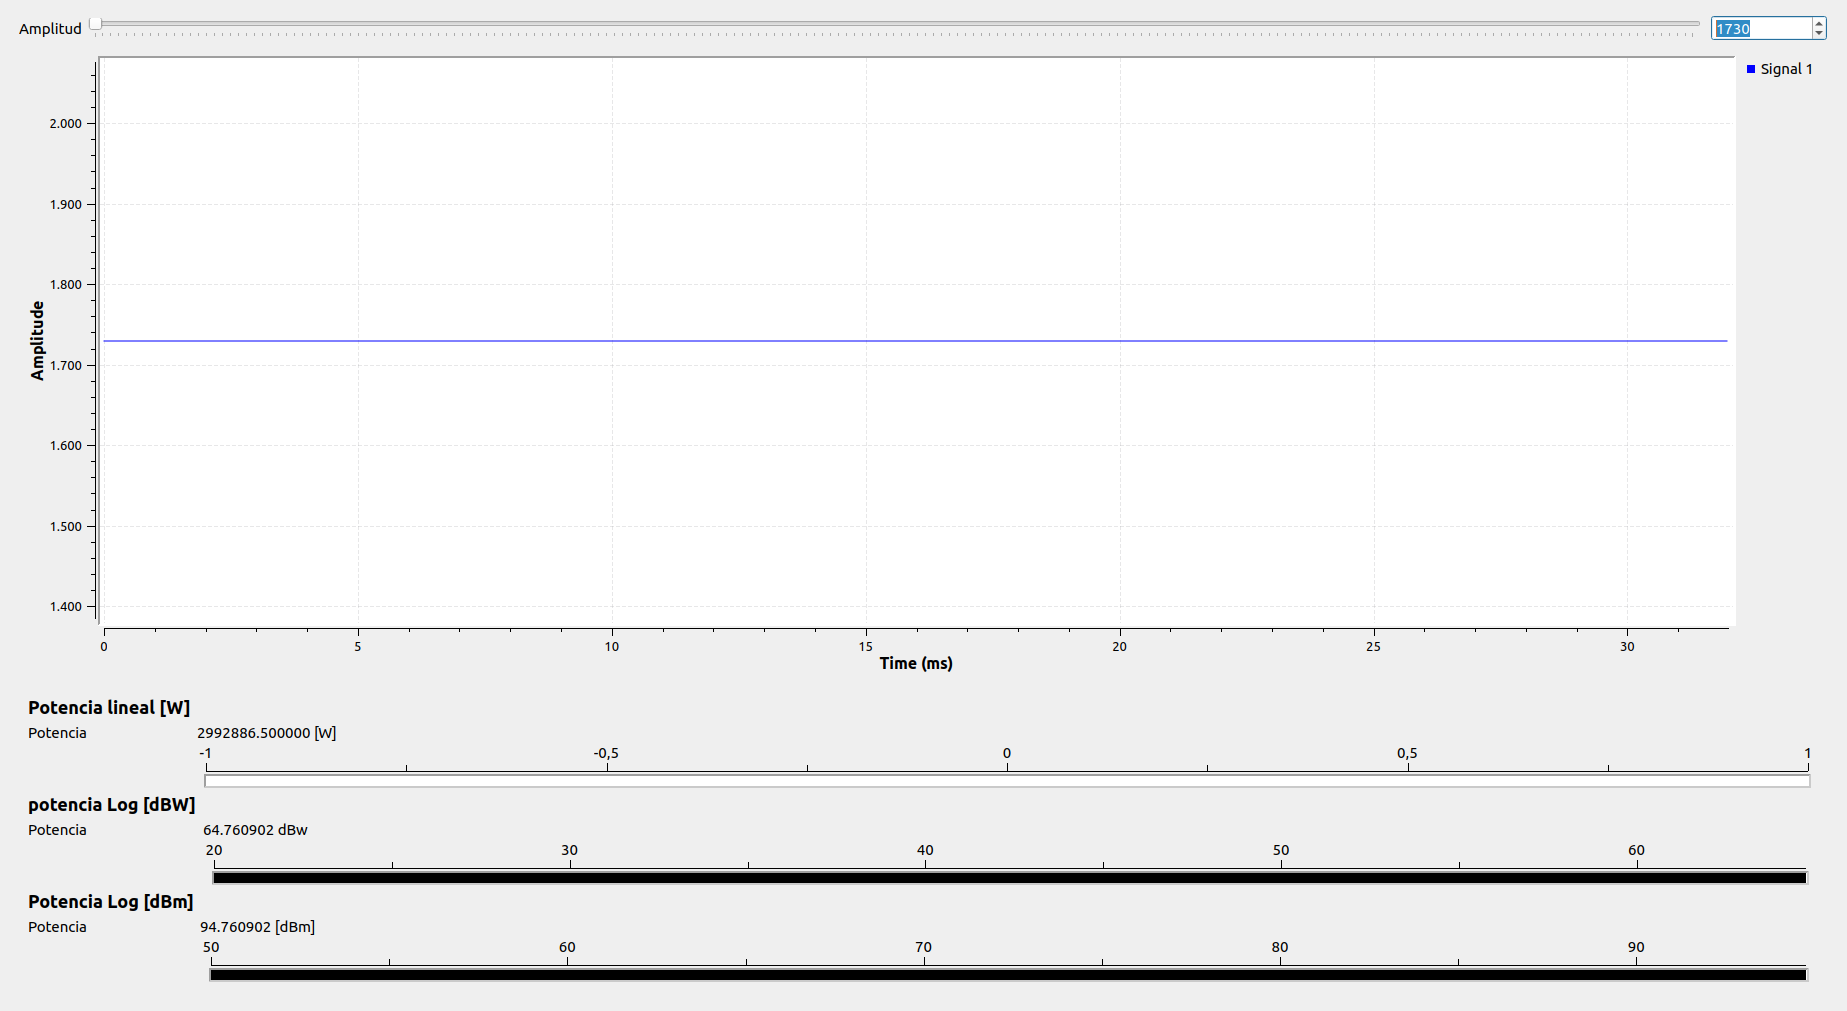 Amplitud 1730
Signal 1
2.000
1.900
1.800
1.700
1.600
1.500
1.400
Amplitude
0 5 10 15 20 25 30
Time (ms)
Potencia lineal [W]
Potencia 2992886.500000 [W]
-1 -0,5 0 0,5 1
potencia Log [dBW]
Potencia 64.760902 dBw
20 30 40 50 60
Potencia Log [dBm]
Potencia 94.760902 [dBm]
50 60 70 80 90